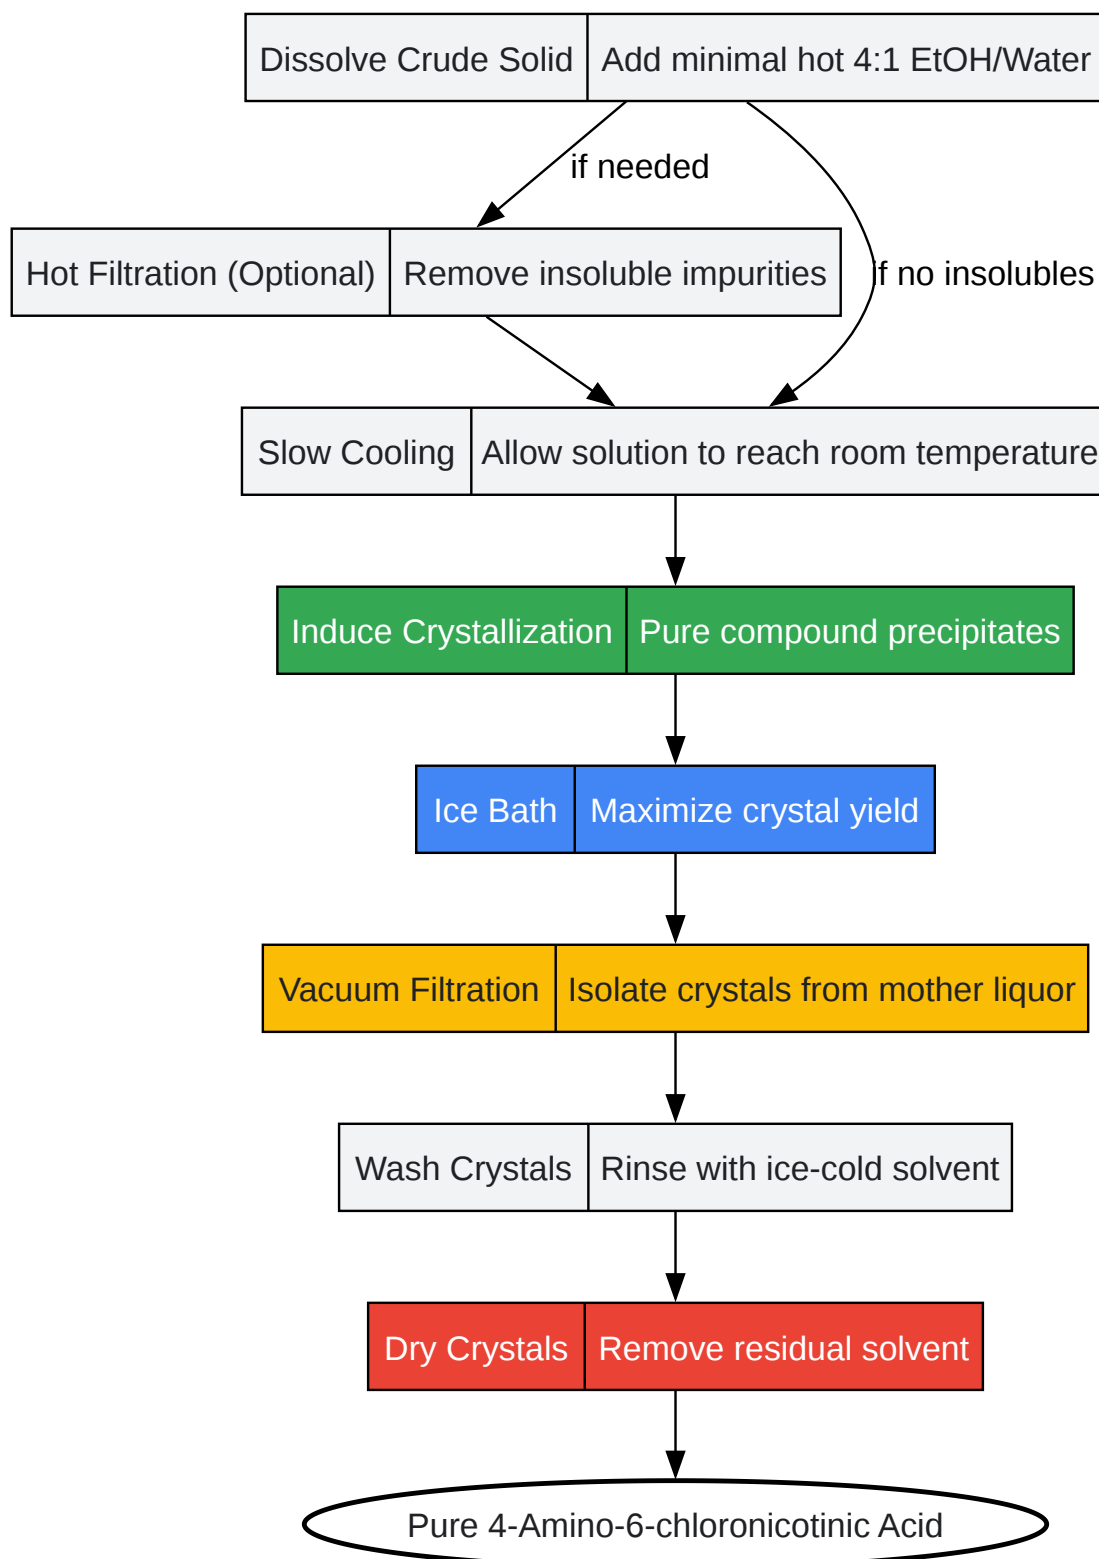 Dissolve Crude Solid
Add minimal hot 4:1 EtOH/Water
if needed
Hot Filtration (Optional)
Remove insoluble impurities
if no insolubles
Slow Cooling
Allow solution to reach room temperature
Induce Crystallization
Pure compound precipitates
Ice Bath
Maximize crystal yield
Vacuum Filtration
Isolate crystals from mother liquor
Wash Crystals
Rinse with ice-cold solvent
Dry Crystals
Remove residual solvent
Pure 4-Amino-6-chloronicotinic Acid